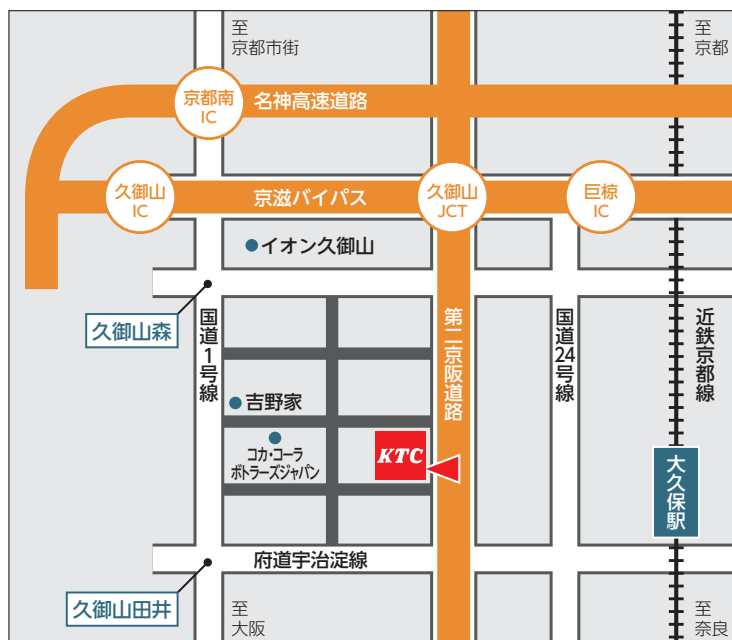 至
京都市街
至
京都
京都南
IC
名神高速道路
久御山
IC
京滋バイパス
久御山
JCT
巨椋
IC
イオン久御山
久御山森
国道1号線
第二京阪道路
国道24号線
近鉄京都線
吉野家
コカ・コーラ
ボトラーズジャパン
KTC
大久保駅
府道宇治淀線
久御山田井
至
大阪
至
奈良